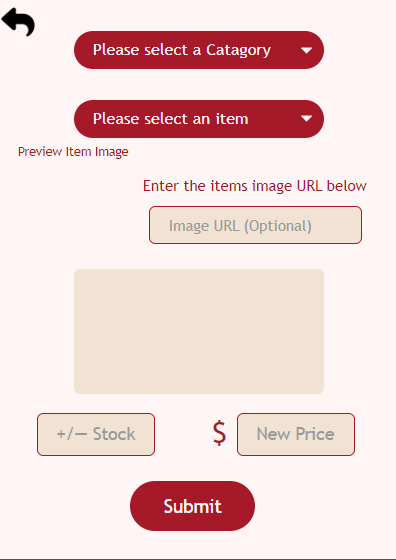 Please select a Catagory
Please select an item
Preview Item Image
Enter the items image URL below
Image URL (Optional)
+/− Stock
$ New Price
Submit